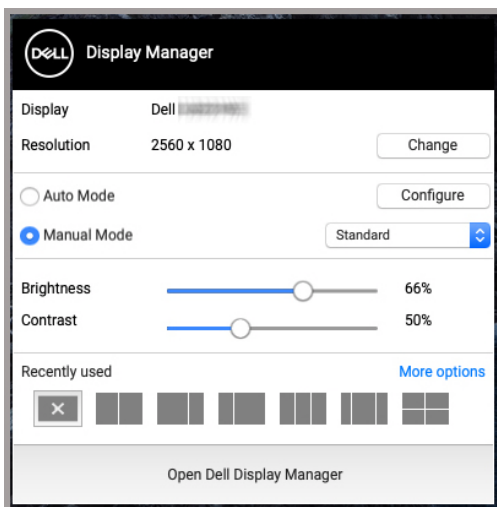 DELL Display Manager
Display Dell
Resolution 2560 x 1080 Change
Auto Mode Configure
Manual Mode Standard
Brightness 66%
Contrast 50%
Recently used More options
Open Dell Display Manager